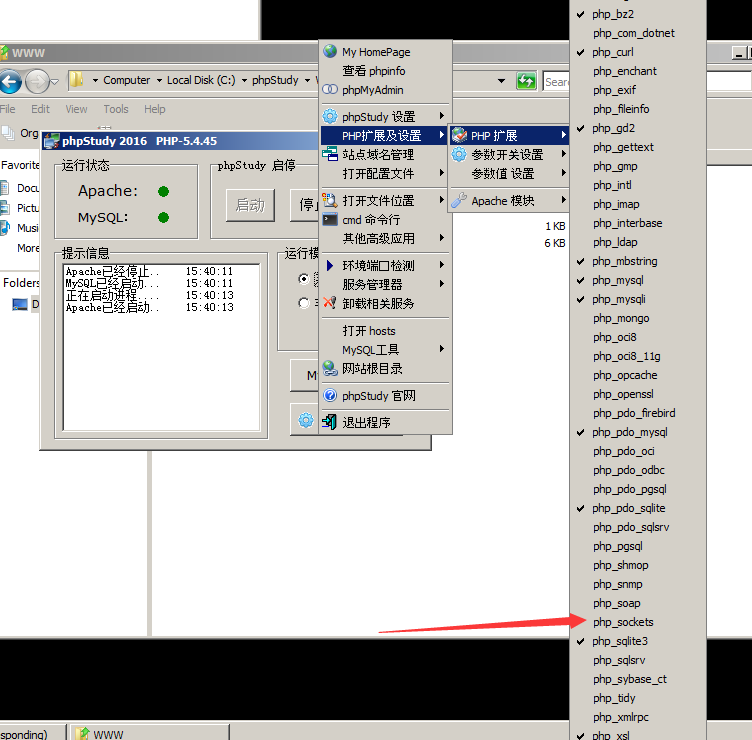 WWW
Computer
Local Disk (C:)
phpStudy
W
Sear
File Edit View Tools Help
Org
Favorite
Docu
Pictu
Musi
More
Folders
D
1 KB
6 KB
phpStudy 2016 PHP-5.4.45
运行状态
Apache:
MySQL:
phpStudy 启停
启动
停
提示信息
Apache已经停止.. 15:40:11
MySQL已经启动... 15:40:11
正在启动进程.... 15:40:13
Apache已经启动.. 15:40:13
运行模
My
My HomePage
查看 phpinfo
phpMyAdmin
phpStudy 设置
PHP扩展及设置
站点域名管理
打开配置文件
打开文件位置
cmd 命令行
其他高级应用
环境端口检测
服务管理器
卸载相关服务
打开 hosts
MySQL工具
网站根目录
phpStudy 官网
退出程序
PHP 扩展
参数开关设置
参数值 设置
Apache 模块
php_bz2
php_com_dotnet
php_curl
php_enchant
php_exif
php_fileinfo
php_gd2
php_gettext
php_gmp
php_intl
php_imap
php_interbase
php_ldap
php_mbstring
php_mysql
php_mysqli
php_mongo
php_oci8
php_oci8_11g
php_opcache
php_openssl
php_pdo_firebird
php_pdo_mysql
php_pdo_oci
php_pdo_odbc
php_pdo_pgsql
php_pdo_sqlite
php_pdo_sqlsrv
php_pgsql
php_shmop
php_snmp
php_soap
php_sockets
php_sqlite3
php_sqlsrv
php_sybase_ct
php_tidy
php_xmlrpc
php_xsl
sponding)
WWW